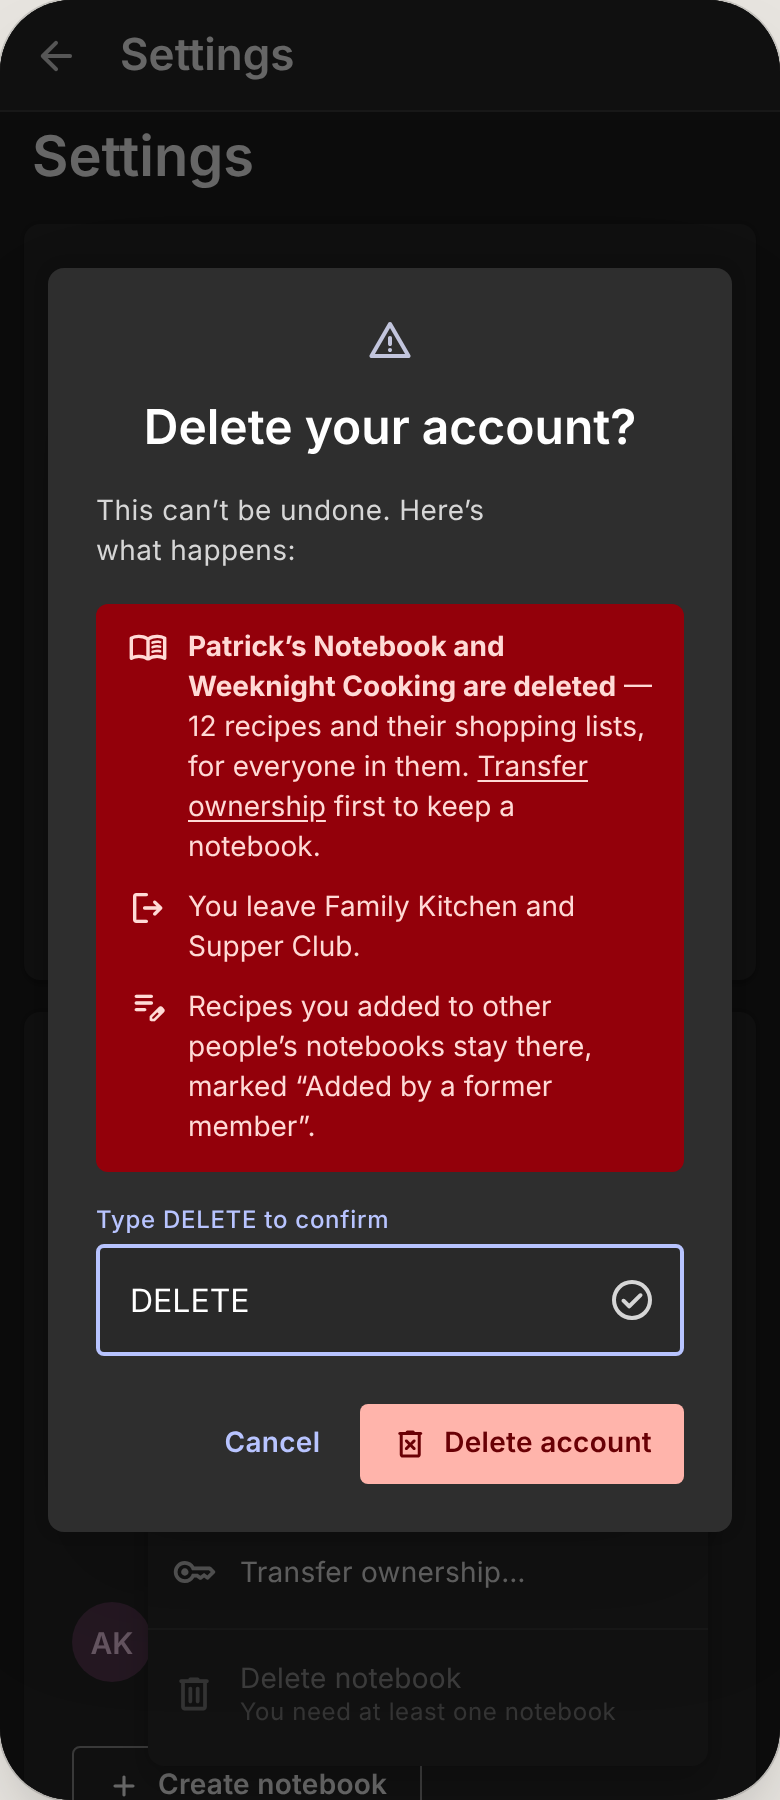 Settings
Settings
Delete your account?
This can’t be undone. Here’s
what happens:
Patrick’s Notebook and
Weeknight Cooking are deleted —
12 recipes and their shopping lists,
for everyone in them. Transfer
ownership first to keep a
notebook.
You leave Family Kitchen and
Supper Club.
Recipes you added to other
people’s notebooks stay there,
marked “Added by a former
member”.
Type DELETE to confirm
DELETE
Cancel
Delete account
Transfer ownership...
AK
Delete notebook
You need at least one notebook
Create notebook